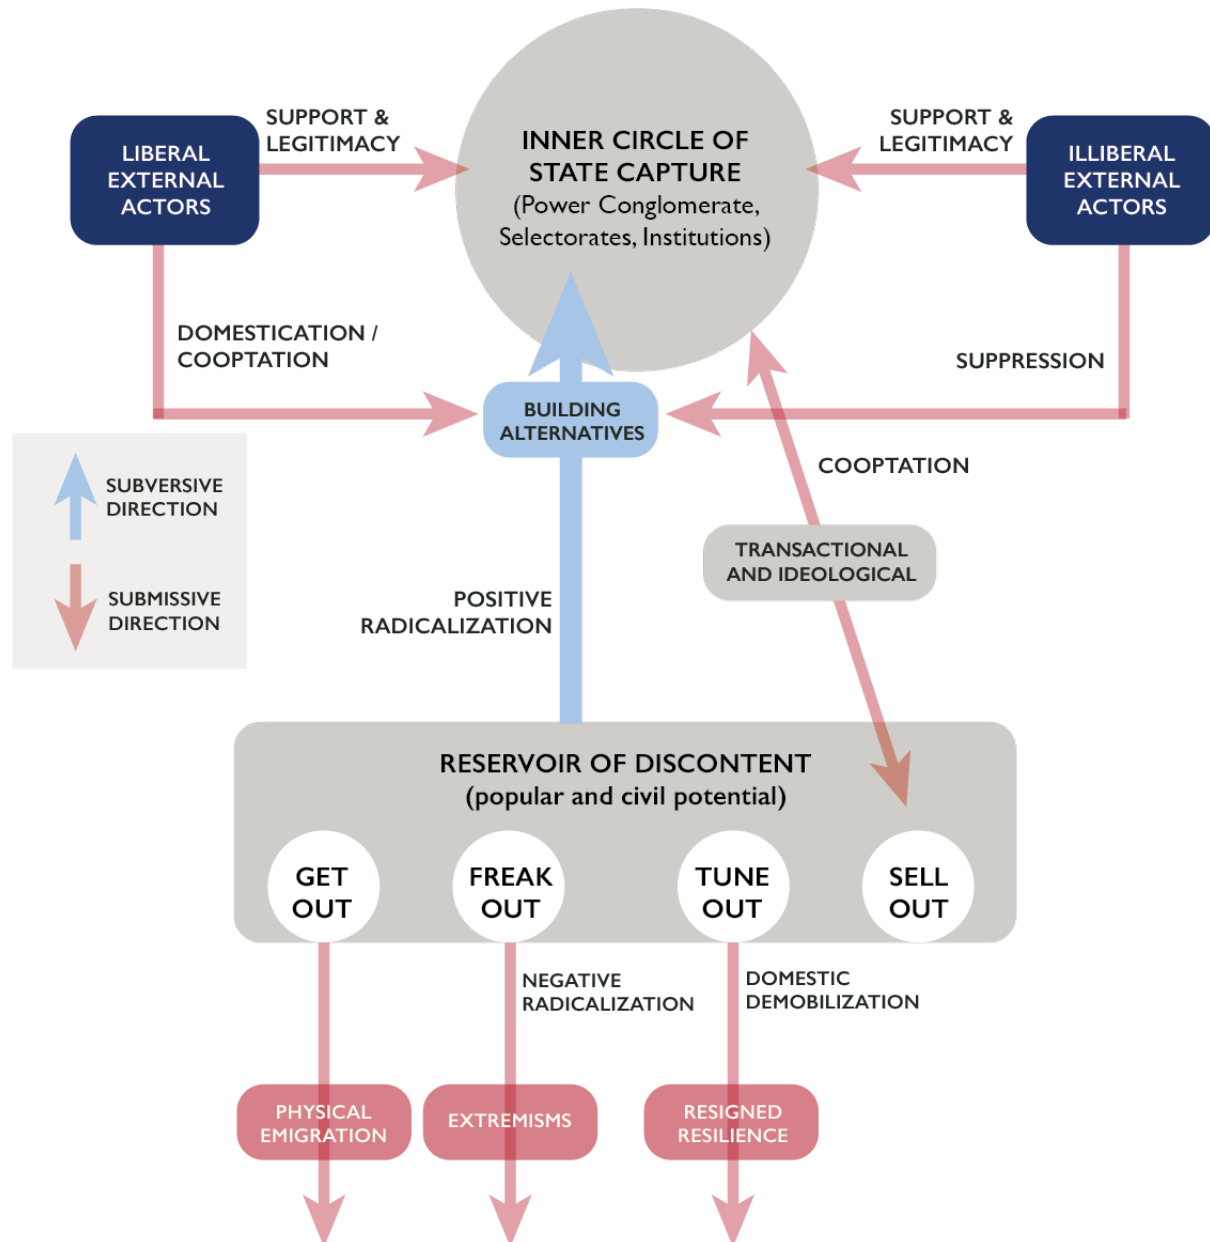 SUPPORT &
LEGITIMACY
LIBERAL
EXTERNAL
ACTORS
INNER CIRCLE OF
STATE CAPTURE
(Power Conglomerate,
Selectorates, Institutions)
SUPPORT &
LEGITIMACY
ILLIBERAL
EXTERNAL
ACTORS
DOMESTICATION /
COOPTATION
SUPPRESSION
BUILDING
ALTERNATIVES
COOPTATION
SUBVERSIVE
DIRECTION
SUBMISSIVE
DIRECTION
TRANSACTIONAL
AND IDEOLOGICAL
POSITIVE
RADICALIZATION
RESERVOIR OF DISCONTENT
(popular and civil potential)
GET
OUT
FREAK
OUT
TUNE
OUT
SELL
OUT
NEGATIVE
RADICALIZATION
DOMESTIC
DEMOBILIZATION
PHYSICAL
EMIGRATION
EXTREMISMS
RESIGNED
RESILIENCE